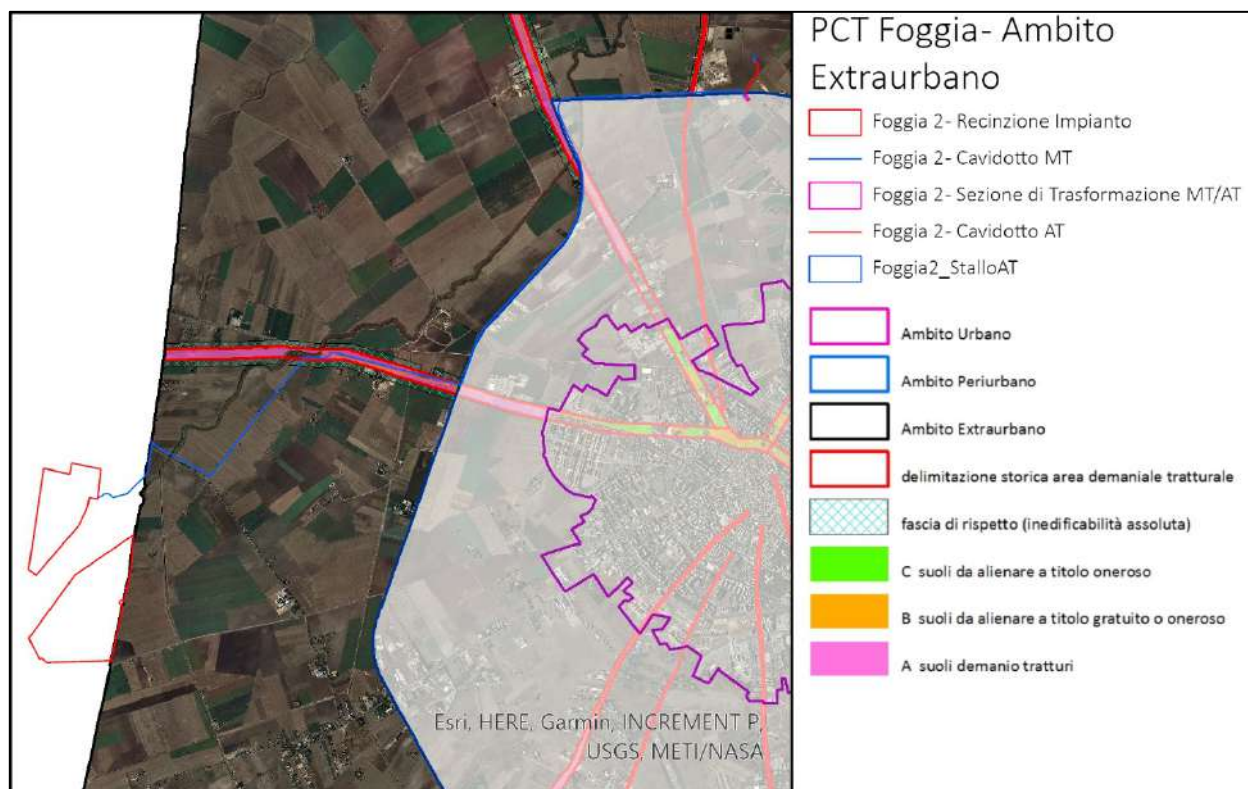 PCT Foggia- Ambito
Extraurbano
Foggia 2- Recinzione Impianto
Foggia 2- Cavidotto MT
Foggia 2- Sezione di Trasformazione MT/AT
Foggia 2- Cavidotto AT
Foggia2_StalloAT
Ambito Urbano
Ambito Periurbano
Ambito Extraurbano
delimitazione storica area demaniale tratturale
fascia di rispetto (inedificabilità assoluta)
C suoli da alienare a titolo oneroso
B suoli da alienare a titolo gratuito o oneroso
A suoli demanio tratturi
Esri, HERE, Garmin, INCREMENT P,
USGS, METI/NASA